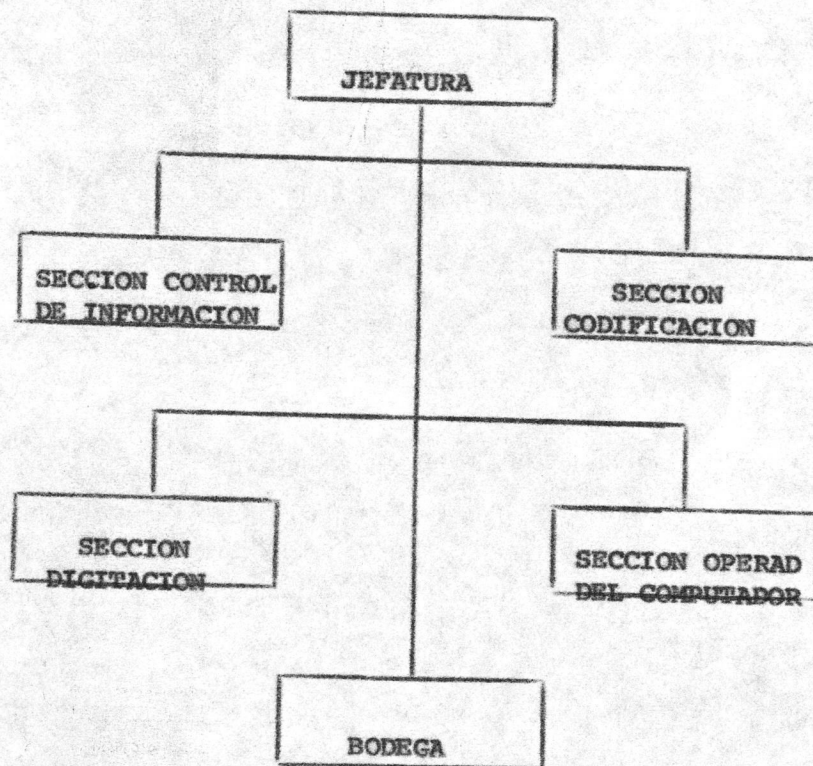 JEFATURA
SECCION CONTROL
DE INFORMACION
SECCION
CODIFICACION
SECCION
DIGITACION
SECCION OPERAD
DEL COMPUTADOR
BODEGA